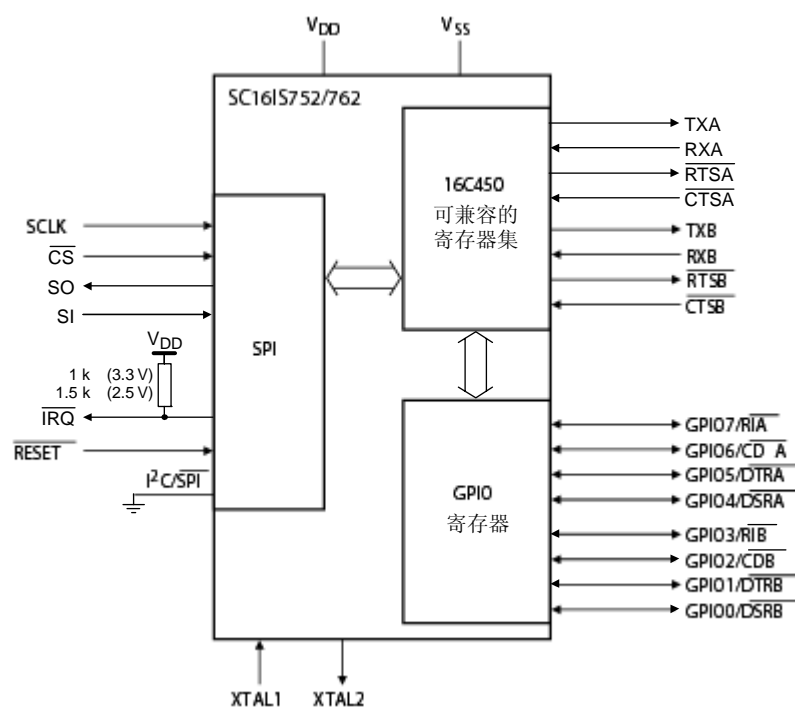 VDD
VSS
SC16IS752/762
16C450
可兼容的
寄存器集
TXA
RXA
RTSA
CTSA
TXB
RXB
RTSB
CTSB
SCLK
CS
SO
SI
VDD
1 k (3.3 V)
1.5 k (2.5 V)
IRQ
RESET
I²C/SPI
SPI
GPIO
寄存器
GPIO7/RIA
GPIO6/CD A
GPIO5/DTRA
GPIO4/DSRA
GPIO3/RIB
GPIO2/CDB
GPIO1/DTRB
GPIO0/DSRB
XTAL1
XTAL2